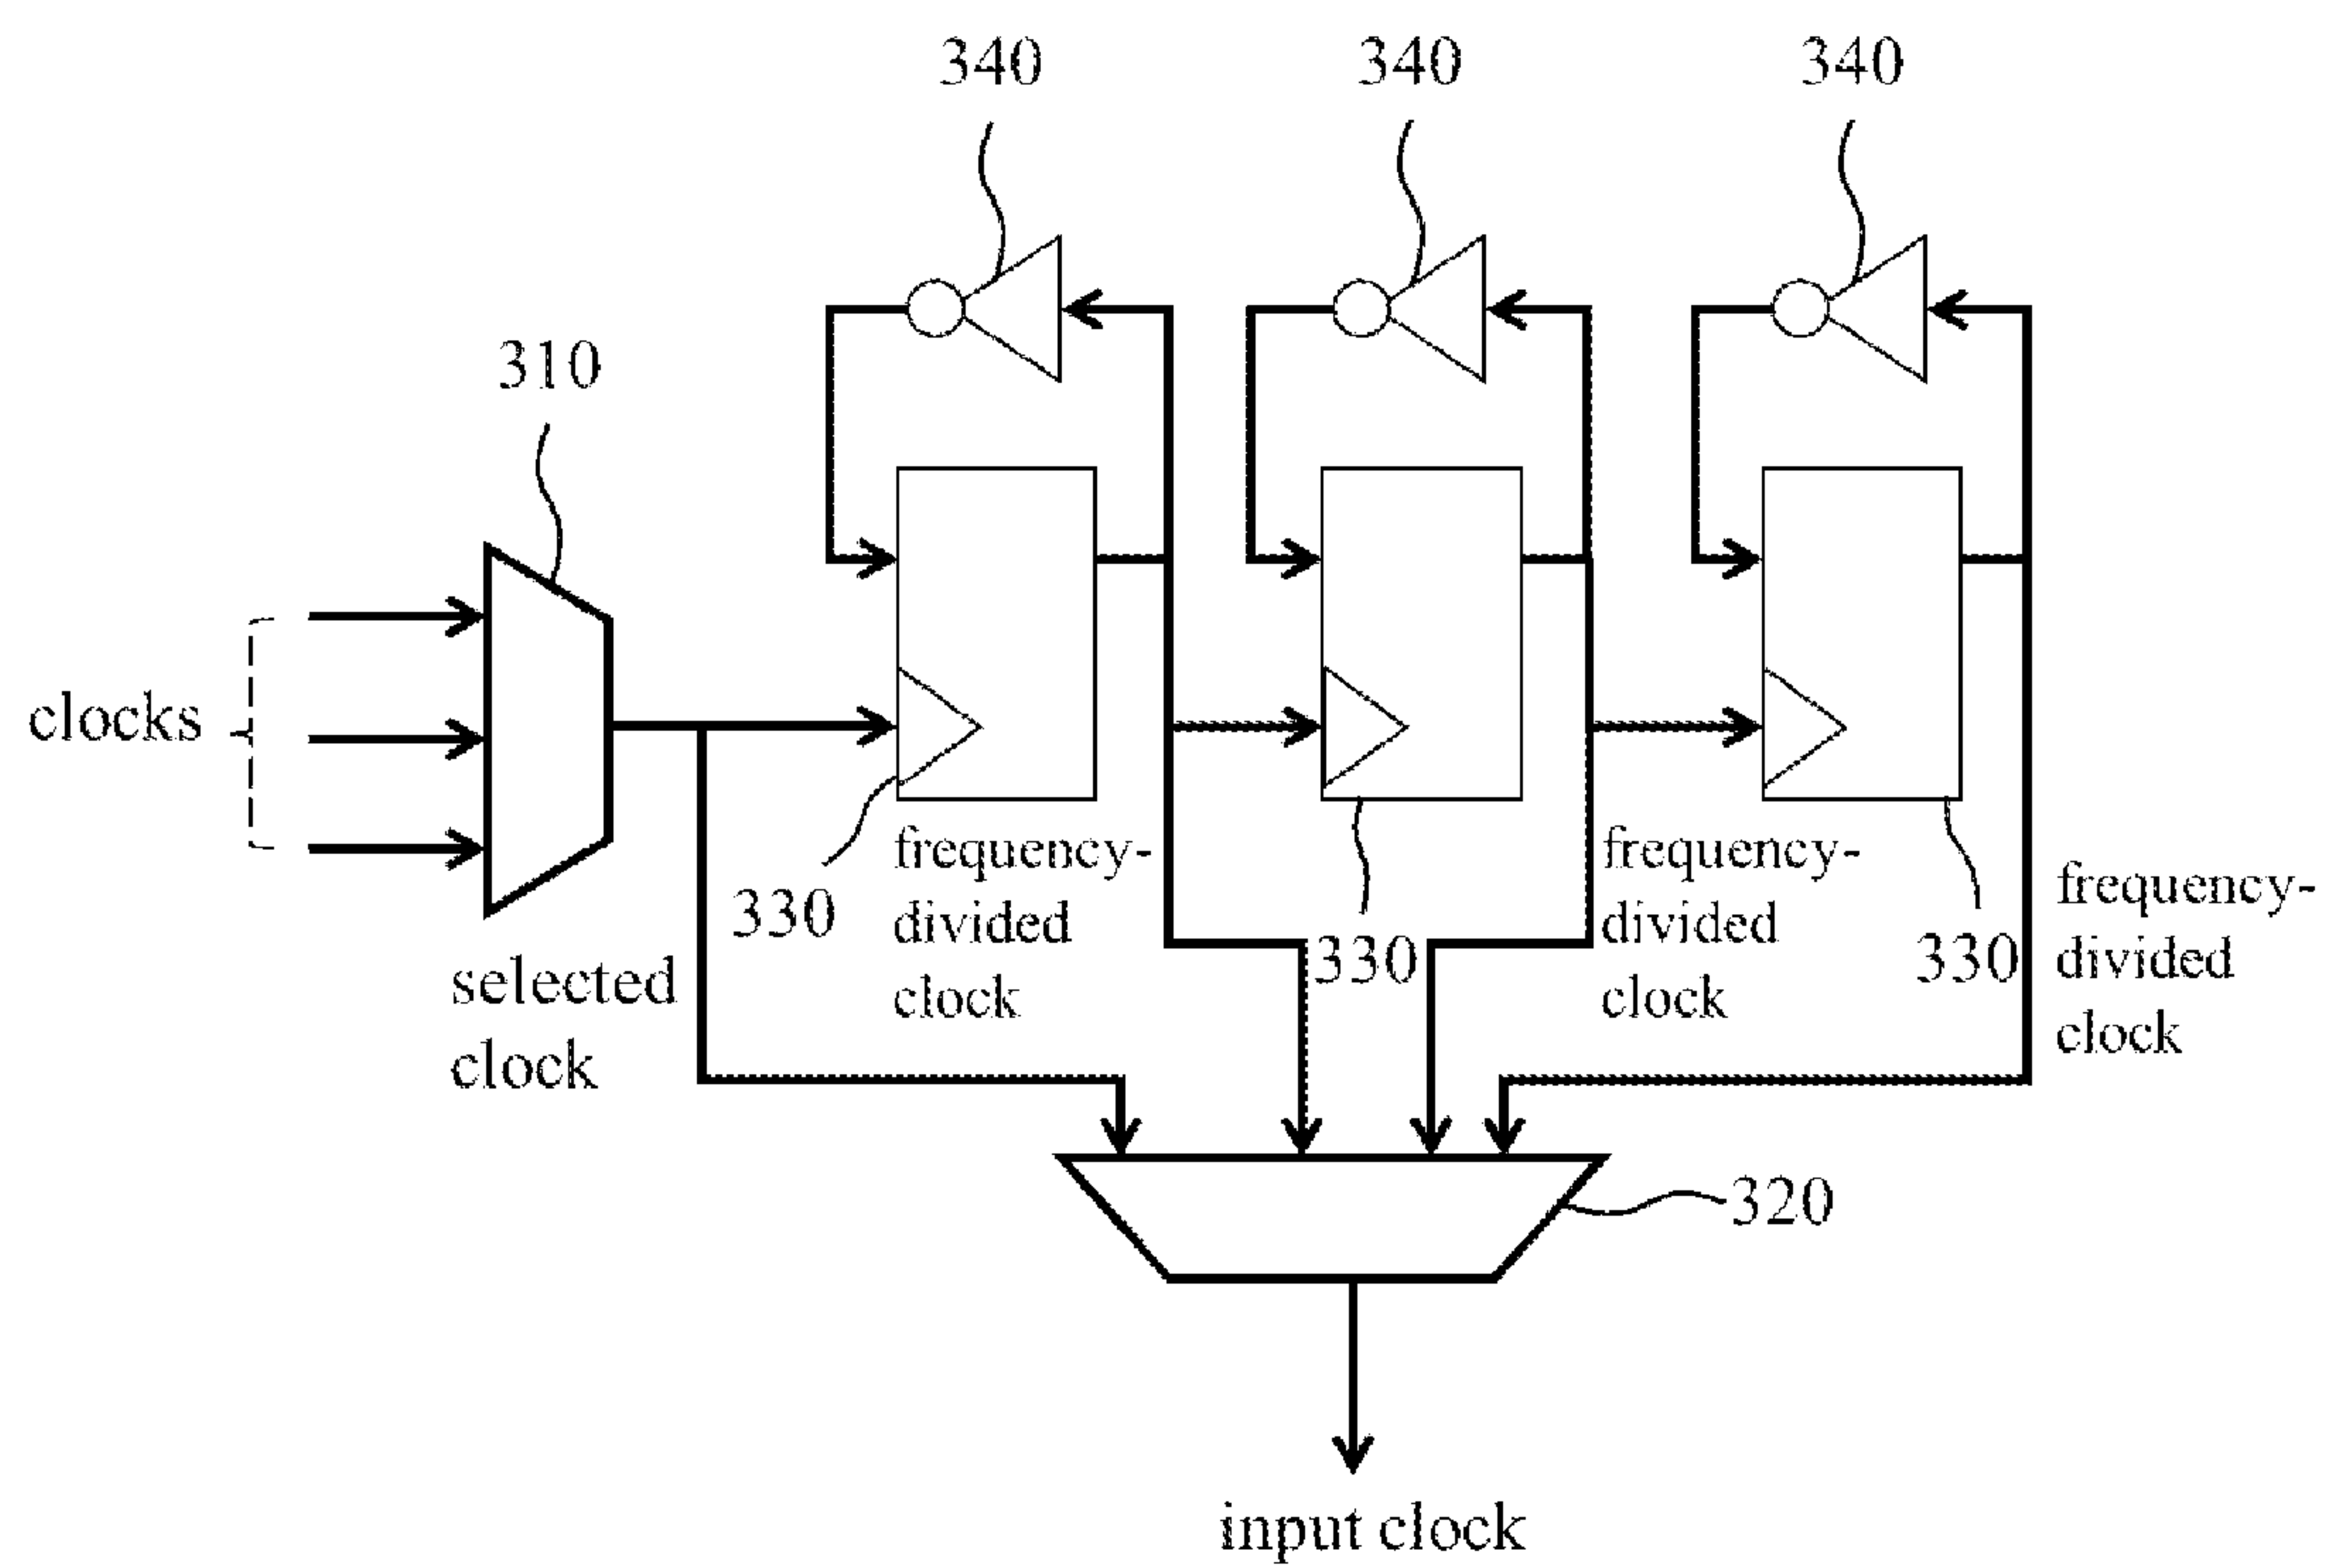 340
340
340
310
clocks
330
frequency-
divided
clock
330
frequency-
divided
clock
330
frequency-
divided
clock
selected
clock
320
input clock